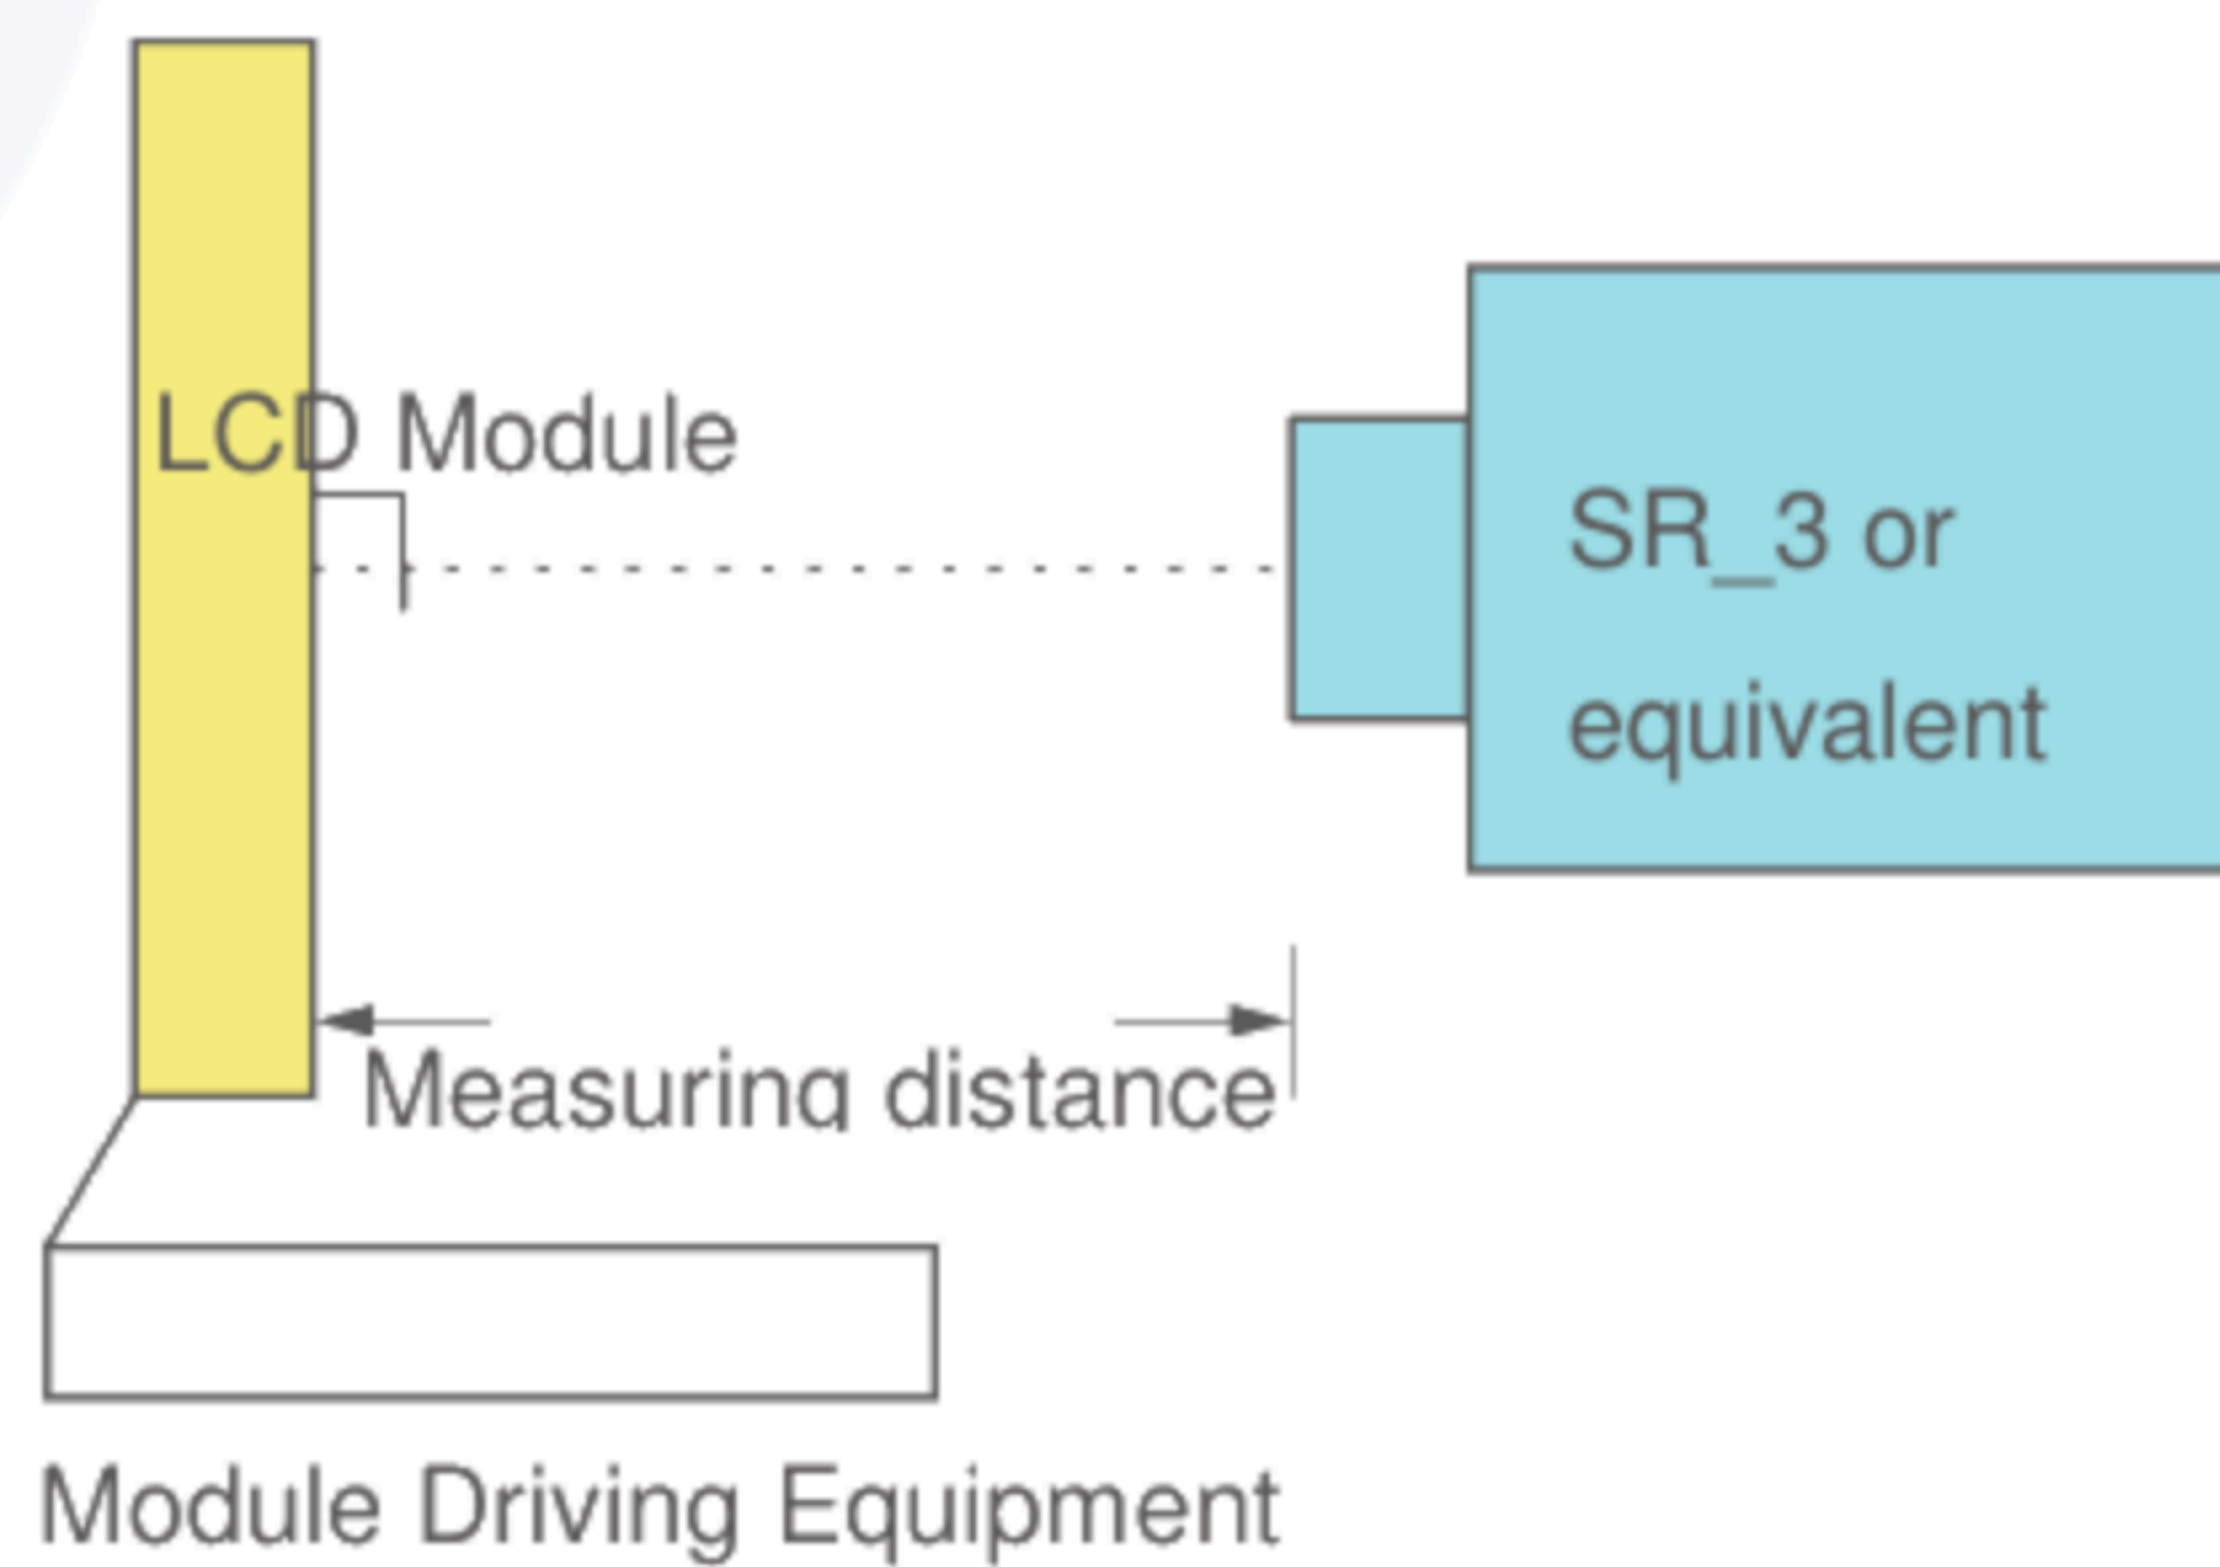 LCD Module
SR_3 or
equivalent
Measuring distance
Module Driving Equipment